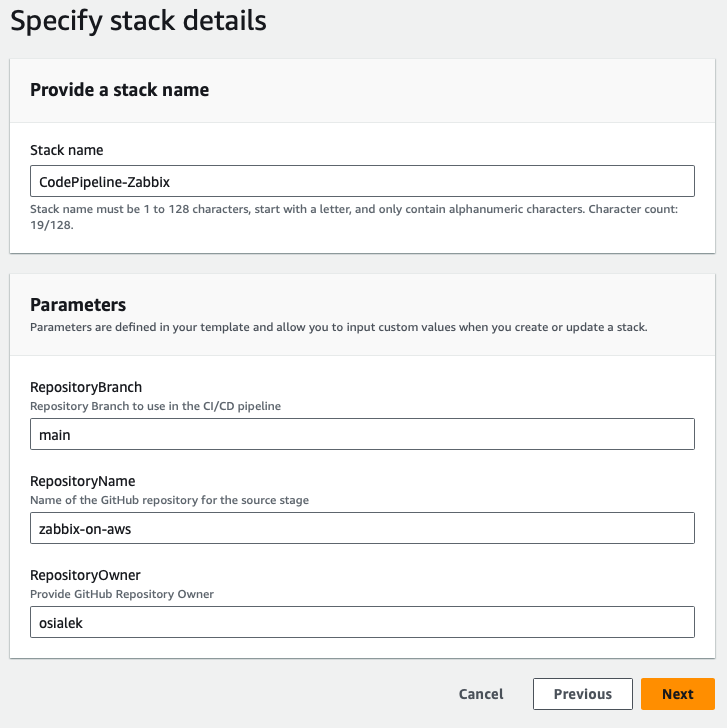 Specify stack details
Provide a stack name
Stack name
CodePipeline-Zabbix
Stack name must be 1 to 128 characters, start with a letter, and only contain alphanumeric characters. Character count:
19/128.
Parameters
Parameters are defined in your template and allow you to input custom values when you create or update a stack.
RepositoryBranch
Repository Branch to use in the CI/CD pipeline
main
RepositoryName
Name of the GitHub repository for the source stage
zabbix-on-aws
RepositoryOwner
Provide GitHub Repository Owner
osialek
Cancel Previous Next